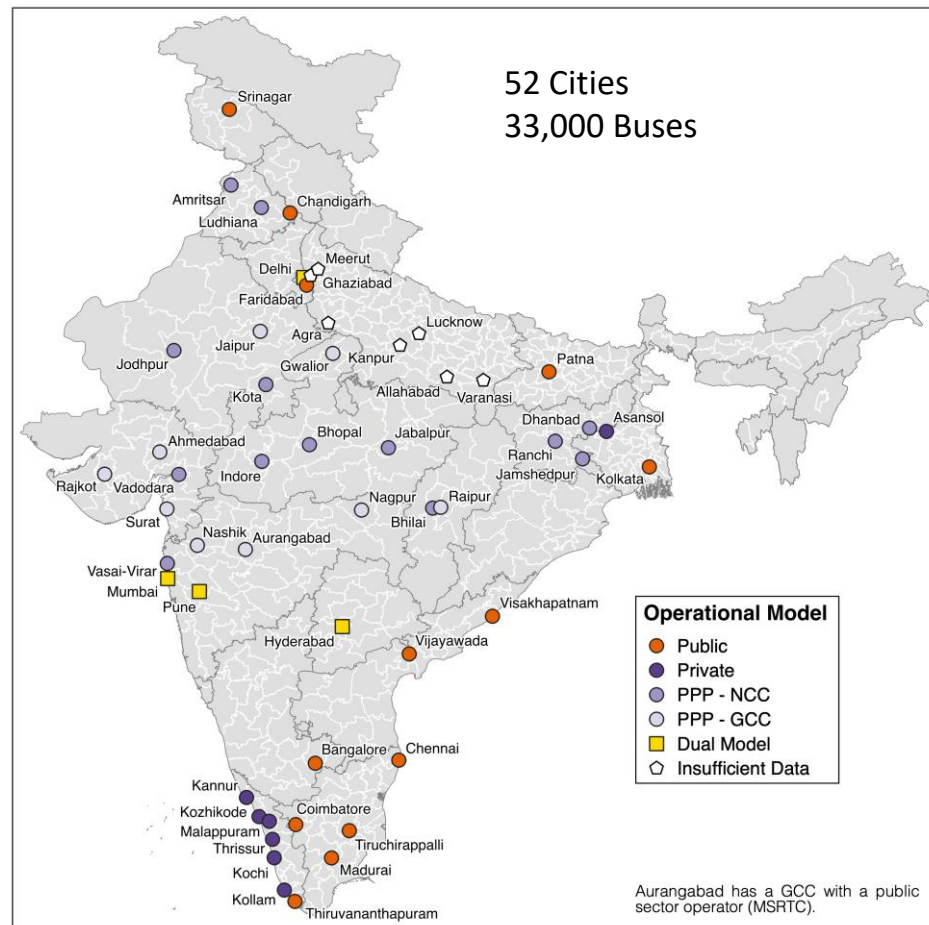 52 Cities
33,000 Buses
Srinagar
Amritsar
Chandigarh
Ludhiana
Meerut
Delhi
Ghaziabad
Faridabad
Lucknow
Agra
Jaipur
Kanpur
Gwalior
Jodhpur
Patna
Kota
Allahabad
Varanasi
Dhanbad
Asansol
Ahmedabad
Bhopal
Jabalpur
Ranchi
Indore
Jamshedpur
Kolkata
Rajkot
Vadodara
Nagpur
Raipur
Surat
Bhilai
Nashik
Aurangabad
Vasai-Virar
Mumbai
Pune
Visakhapatnam
Hyderabad
Vijayawada
Operational Model
Public
Private
PPP - NCC
PPP - GCC
Dual Model
Insufficient Data
Bangalore
Chennai
Kannur
Kozhikode
Coimbatore
Malappuram
Tiruchirappalli
Thrissur
Madurai
Kochi
Kollam
Thiruvananthapuram
Aurangabad has a GCC with a public
sector operator (MSRTC).